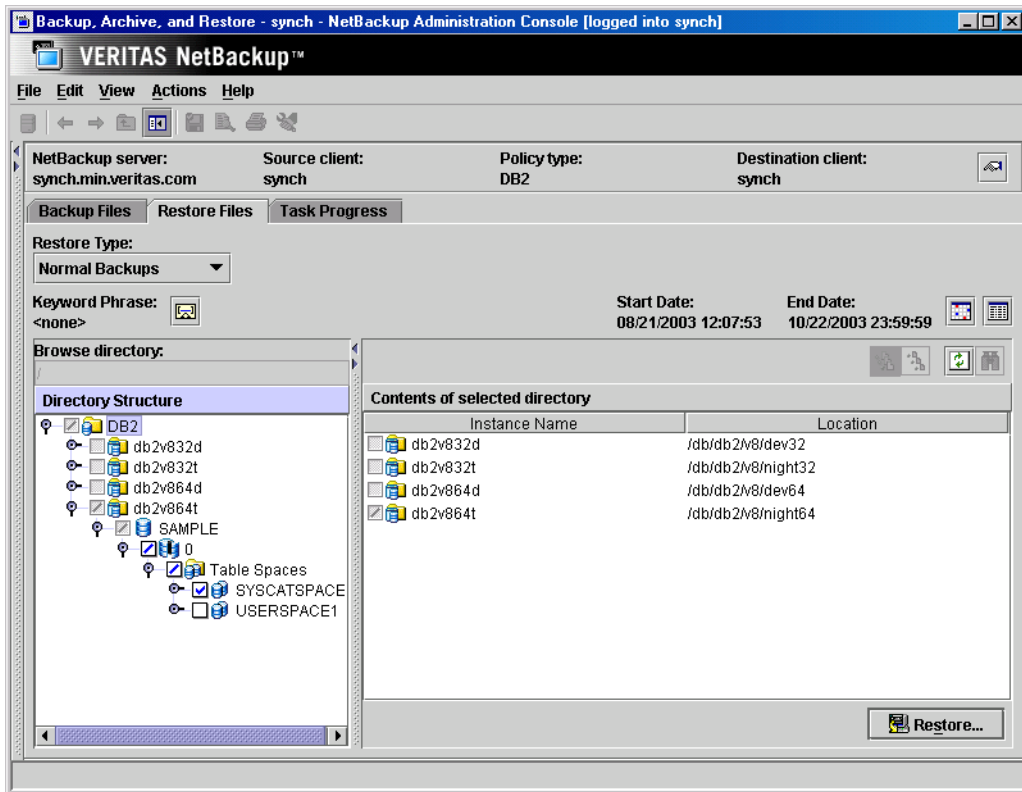 Backup, Archive, and Restore - synch - NetBackup Administration Console [logged into synch]
VERITAS NetBackup™
File Edit View Actions Help
NetBackup server: Source client: Policy type: Destination client:
synch.min.veritas.com synch DB2 synch
Backup Files Restore Files Task Progress
Restore Type:
Normal Backups
Keyword Phrase: Start Date: End Date:
<none> 08/21/2003 12:07:53 10/22/2003 23:59:59
Browse directory:
/
Directory Structure
DB2
db2v832d
db2v832t
db2v864d
db2v864t
SAMPLE
0
Table Spaces
SYSCATSPACE
USERSPACE1
Contents of selected directory
Instance Name Location
db2v832d /db/db2/v8/dev32
db2v832t /db/db2/v8/night32
db2v864d /db/db2/v8/dev64
db2v864t /db/db2/v8/night64
Restore...